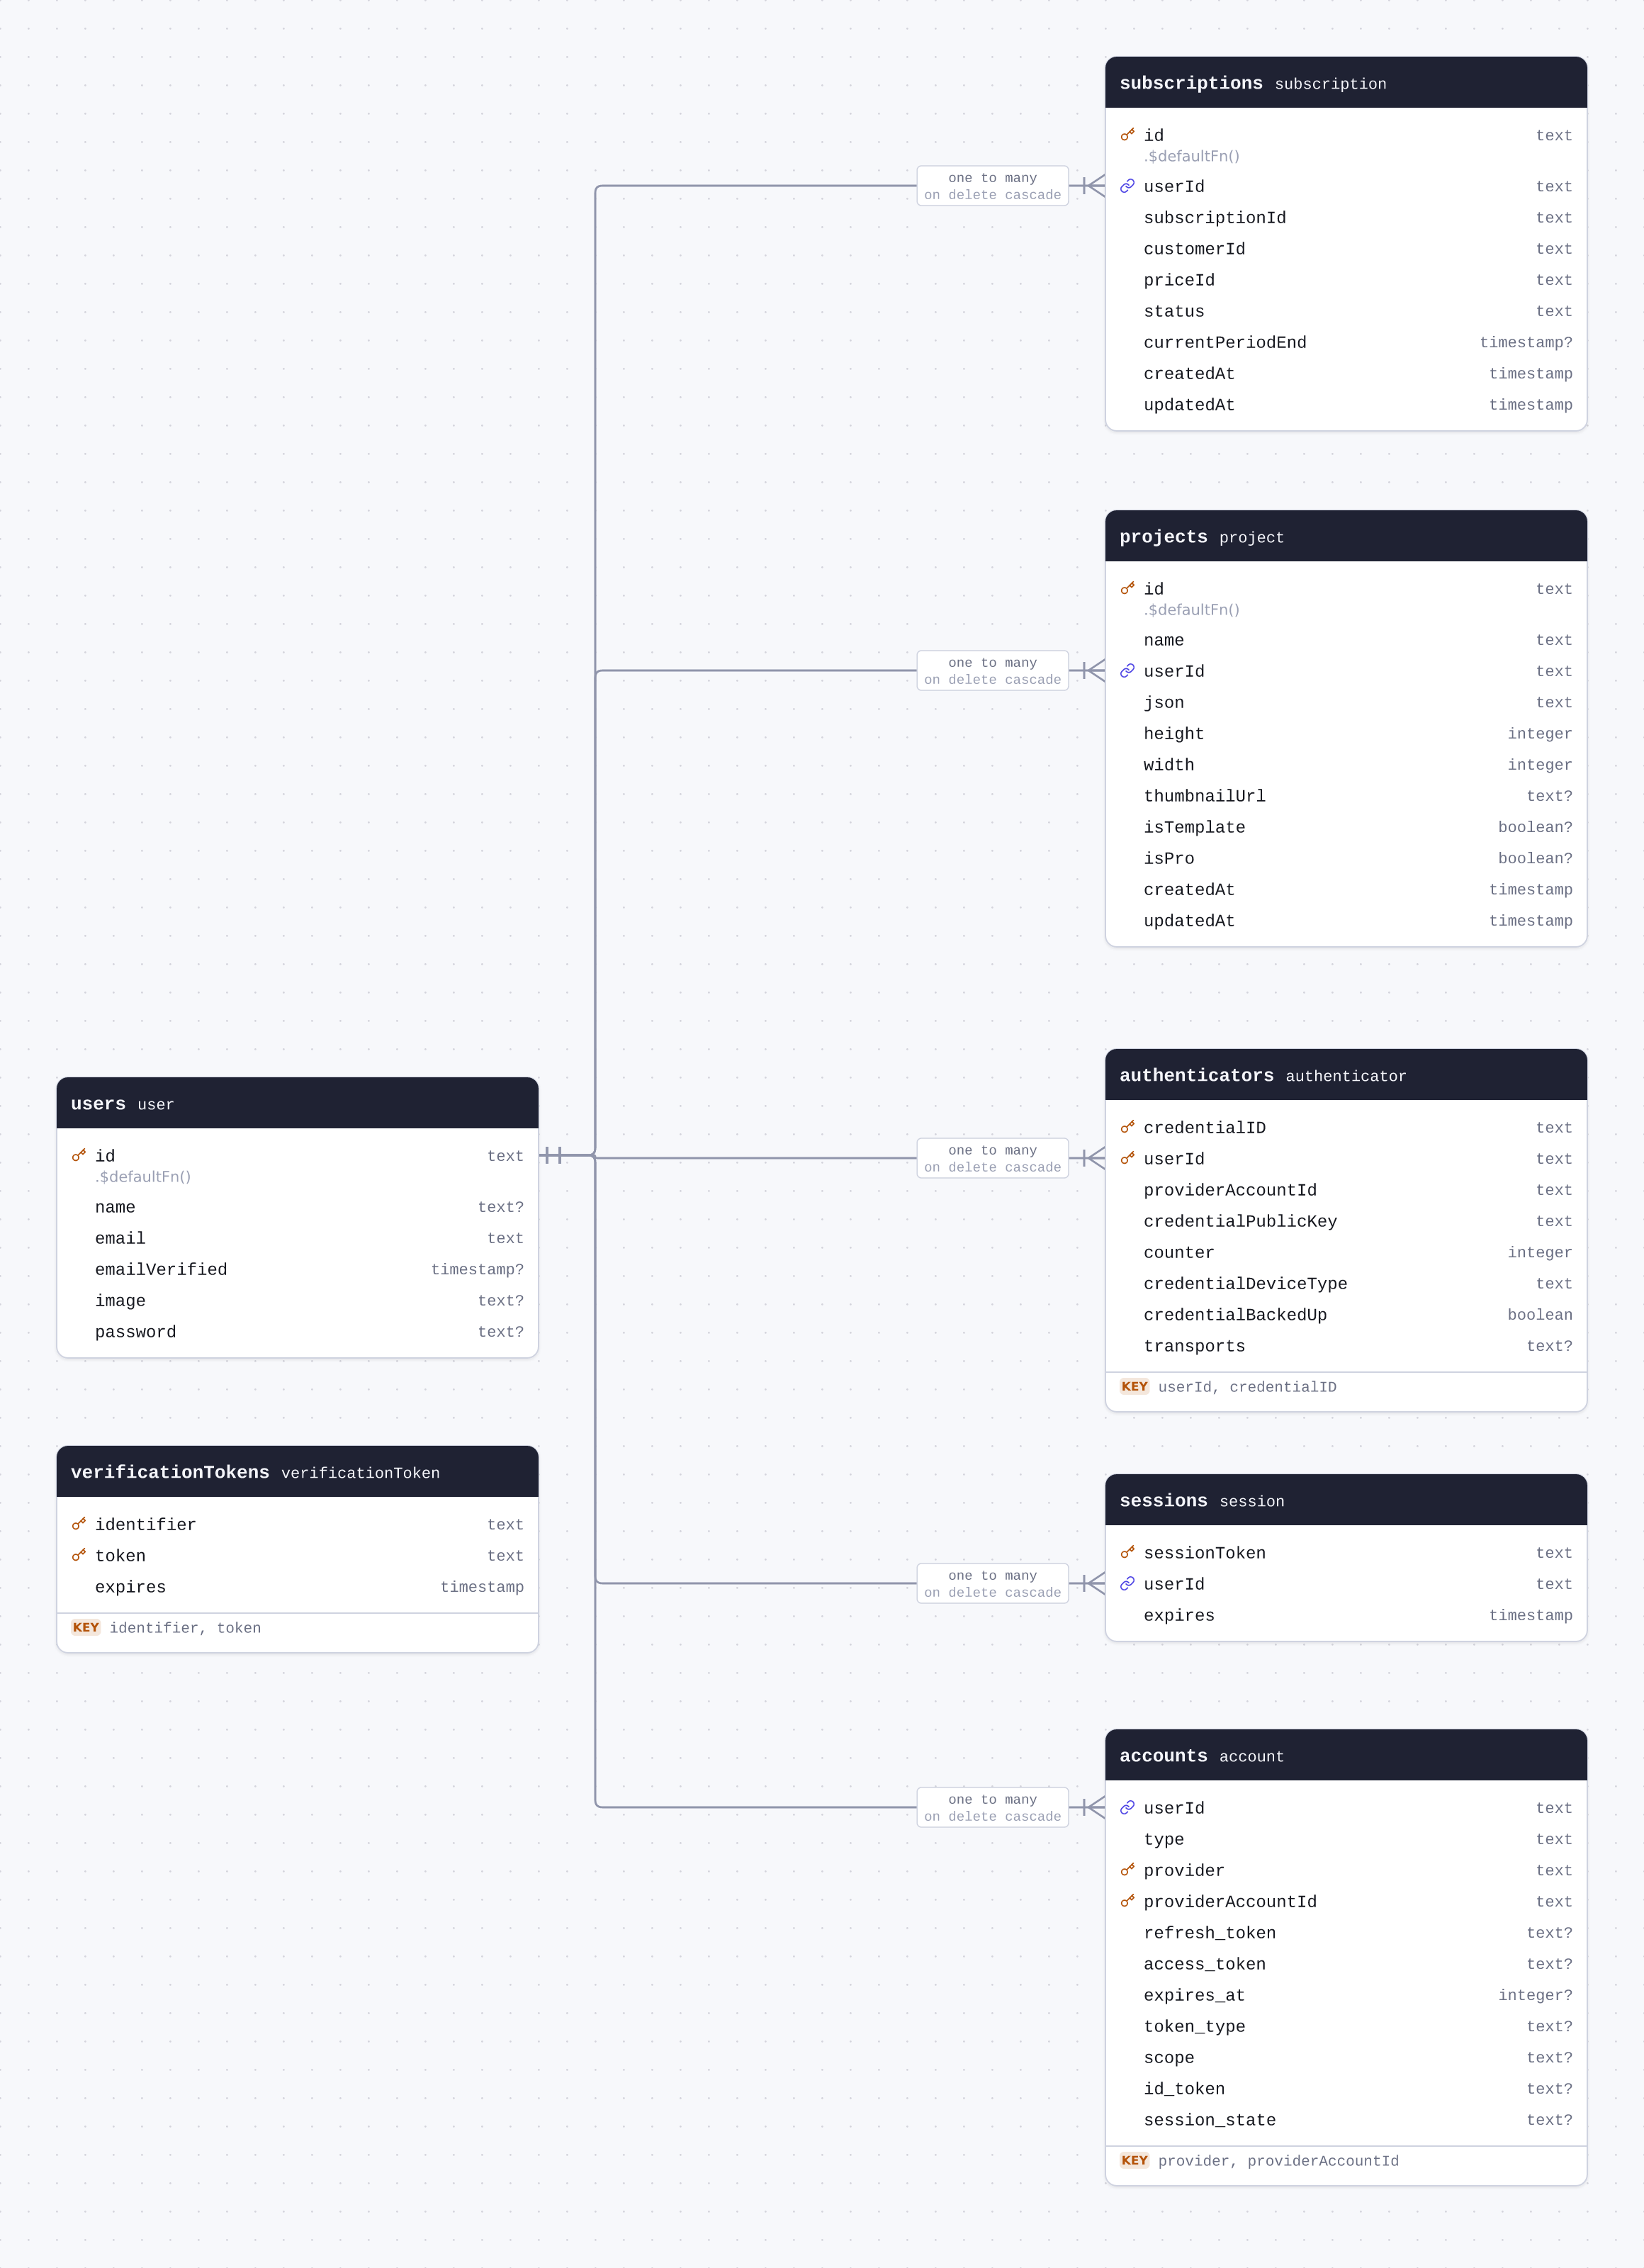 subscriptions subscription
id text
.$defaultFn()
userId text
subscriptionId text
customerId text
priceId text
status text
currentPeriodEnd timestamp?
createdAt timestamp
updatedAt timestamp
one to many
on delete cascade
projects project
id text
.$defaultFn()
name text
userId text
json text
height integer
width integer
thumbnailUrl text?
isTemplate boolean?
isPro boolean?
createdAt timestamp
updatedAt timestamp
one to many
on delete cascade
users user
id text
.$defaultFn()
name text?
email text
emailVerified timestamp?
image text?
password text?
authenticators authenticator
credentialID text
userId text
providerAccountId text
credentialPublicKey text
counter integer
credentialDeviceType text
credentialBackedUp boolean
transports text?
KEY userId, credentialID
one to many
on delete cascade
verificationTokens verificationToken
identifier text
token text
expires timestamp
KEY identifier, token
sessions session
sessionToken text
userId text
expires timestamp
one to many
on delete cascade
accounts account
userId text
type text
provider text
providerAccountId text
refresh_token text?
access_token text?
expires_at integer?
token_type text?
scope text?
id_token text?
session_state text?
KEY provider, providerAccountId
one to many
on delete cascade